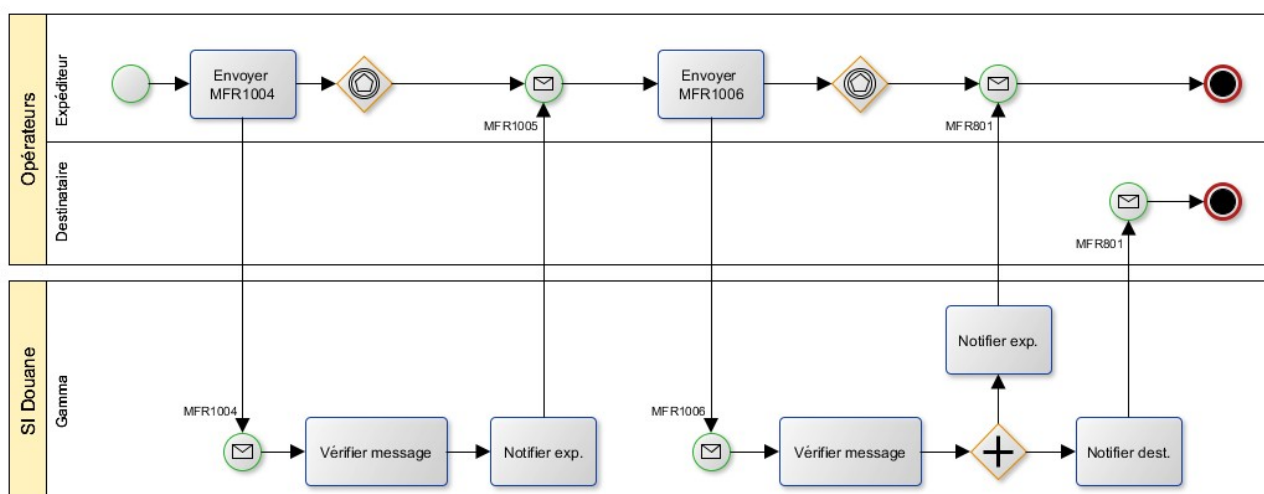 Opérateurs
Expéditeur
Envoyer
MFR1004
Envoyer
MFR1006
MFR1005
MFR801
Destinataire
MFR801
SI Douane
Gamma
Notifier exp.
MFR1004
MFR1006
Vérifier message
Notifier exp.
Vérifier message
Notifier dest.